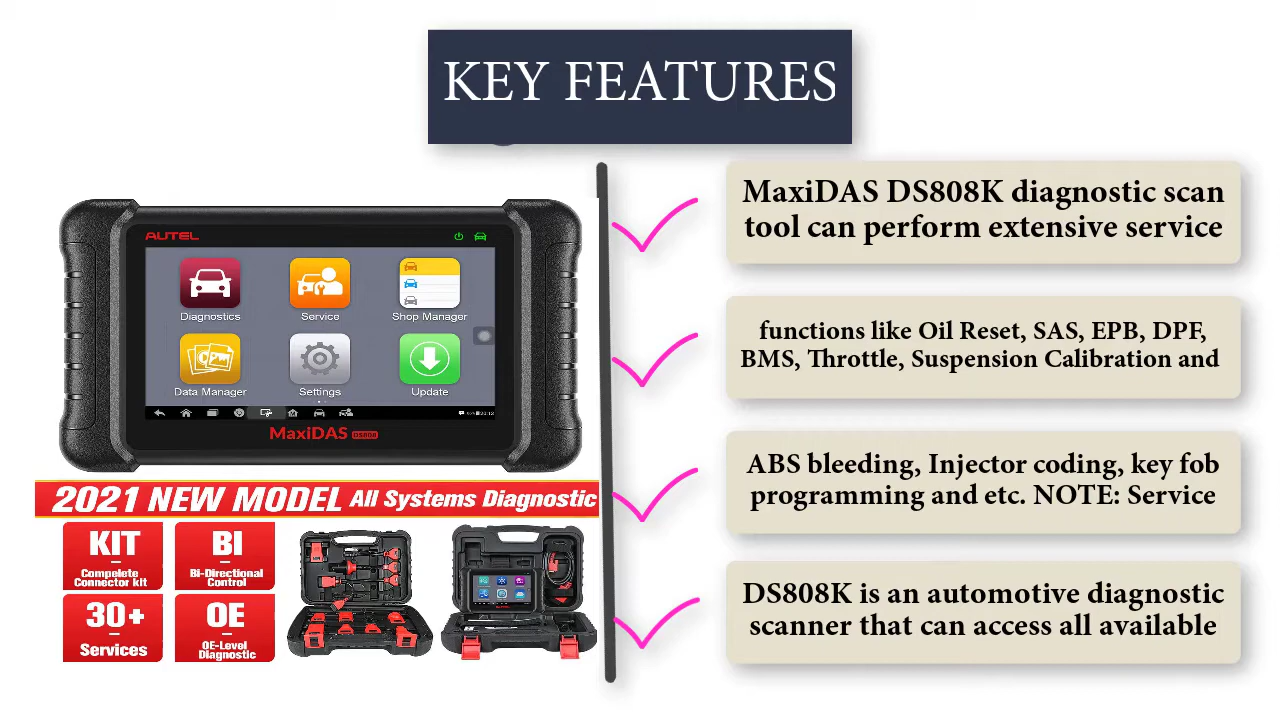 KEY FEATURES
MaxiDAS DS808K diagnostic scan
tool can perform extensive service
functions like Oil Reset, SAS, EPB, DPF,
BMS, Throttle, Suspension Calibration and
ABS bleeding, Injector coding, key fob
programming and etc. NOTE: Service
DS808K is an automotive diagnostic
scanner that can access all available
AUTEL
Diagnostics
Service
Shop Manager
Data Manager
Settings
Update
MaxiDAS DS808
2021 NEW MODEL All Systems Diagnostic
KIT
Compelete
Connector kit
BI
Bi-Directional
Control
30+
Services
OE
OE-Level
Diagnostic